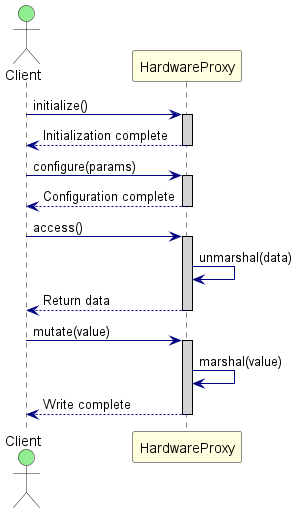 Client
HardwareProxy
initialize()
Initialization complete
configure(params)
Configuration complete
access()
unmarshal(data)
Return data
mutate(value)
marshal(value)
Write complete
Client
HardwareProxy